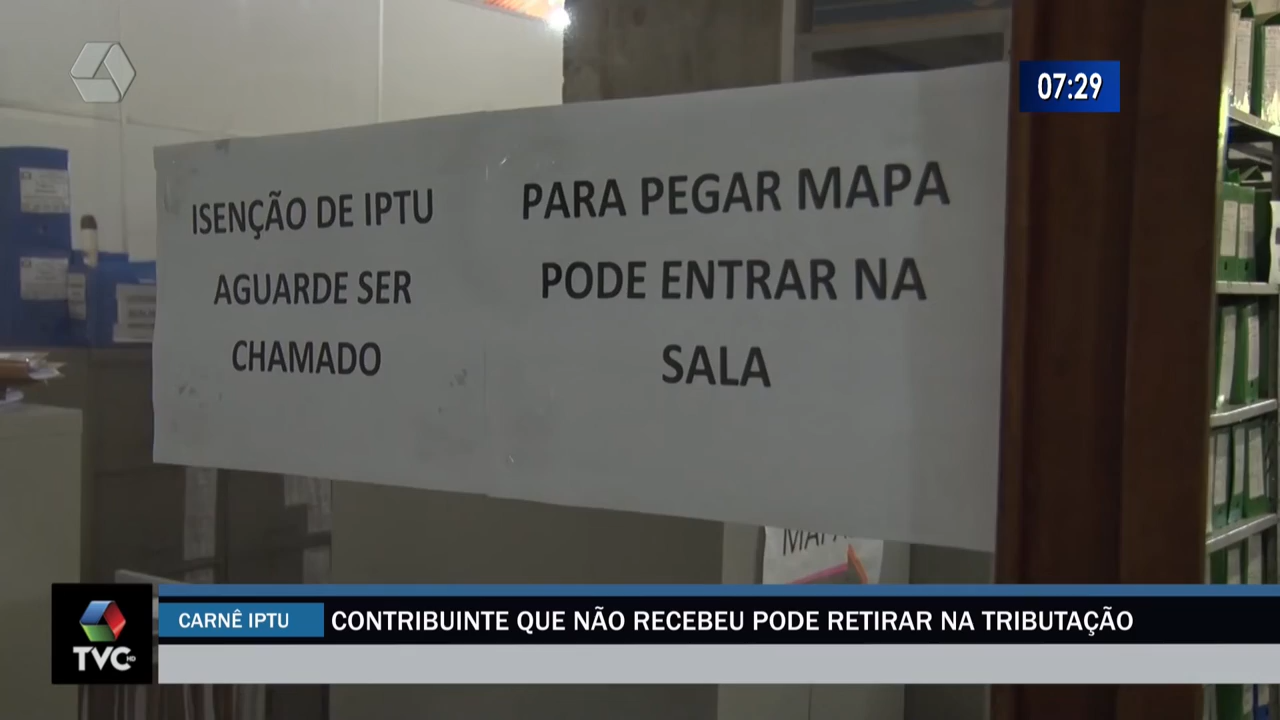 07:29
ISENÇÃO DE IPTU
AGUARDE SER
CHAMADO
PARA PEGAR MAPA
PODE ENTRAR NA
SALA
CARNÊ IPTU
CONTRIBUINTE QUE NÃO RECEBEU PODE RETIRAR NA TRIBUTAÇÃO
TVC HD